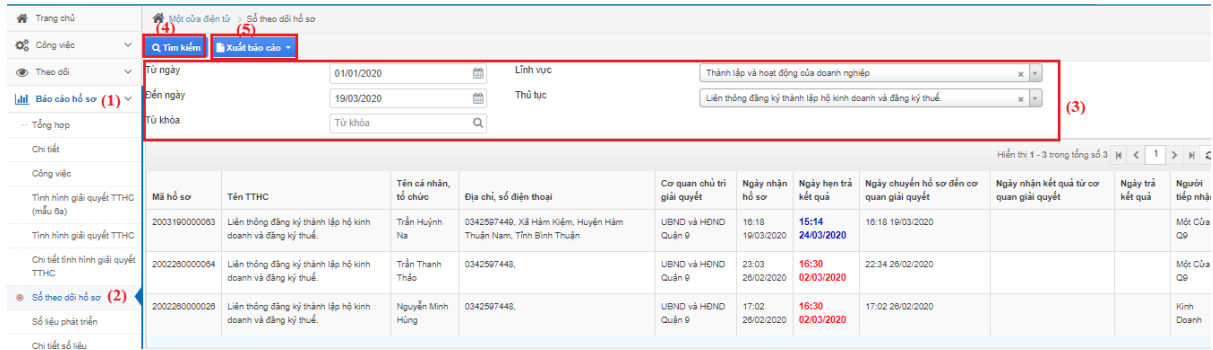 Trang chủ
Một cửa điện tử > Sổ theo dõi hồ sơ
(4)
(5)
Công việc
Tìm kiếm
Xuất báo cáo
Theo dõi
Từ ngày
01/01/2020
Lĩnh vực
Thành lập và hoạt động của doanh nghiệp
Báo cáo hồ sơ (1)
Đến ngày
19/03/2020
Thủ tục
Liên thông đăng ký thành lập hộ kinh doanh và đăng ký thuế.
(3)
Từ khóa
Từ khóa
Tổng hợp
Chi tiết
Công việc
Tình hình giải quyết TTHC
(mẫu 6a)
Tình hình giải quyết TTHC
Chi tiết tình hình giải quyết
TTHC
Sổ theo dõi hồ sơ (2)
Số liệu phát triển
Chi tiết số liệu
Hiển thị 1 - 3 trong tổng số 3
1
Mã hồ sơ
Tên TTHC
Tên cá nhân,
tổ chức
Địa chỉ, số điện thoại
Cơ quan chủ trì
giải quyết
Ngày nhận
hồ sơ
Ngày hẹn trả
kết quả
Ngày chuyển hồ sơ đến cơ
quan giải quyết
Ngày nhận kết quả từ cơ
quan giải quyết
Ngày trả
kết quả
Người
tiếp nhận
2003190000063
Liên thông đăng ký thành lập hộ kinh
doanh và đăng ký thuế.
Trần Huỳnh
Na
0342597449, Xã Hàm Kiệm, Huyện Hàm
Thuận Nam, Tỉnh Bình Thuận
UBND và HĐND
Quận 9
16:18
19/03/2020
15:14
24/03/2020
16:18 19/03/2020
Một Cửa
Q9
2002260000064
Liên thông đăng ký thành lập hộ kinh
doanh và đăng ký thuế.
Trần Thanh
Thảo
0342597448,
UBND và HĐND
Quận 9
23:03
26/02/2020
16:30
02/03/2020
22:34 26/02/2020
Một Cửa
Q9
2002260000026
Liên thông đăng ký thành lập hộ kinh
doanh và đăng ký thuế.
Nguyễn Minh
Hùng
0342597448,
UBND và HĐND
Quận 9
17:02
26/02/2020
16:30
02/03/2020
17:02 26/02/2020
Kinh
Doanh